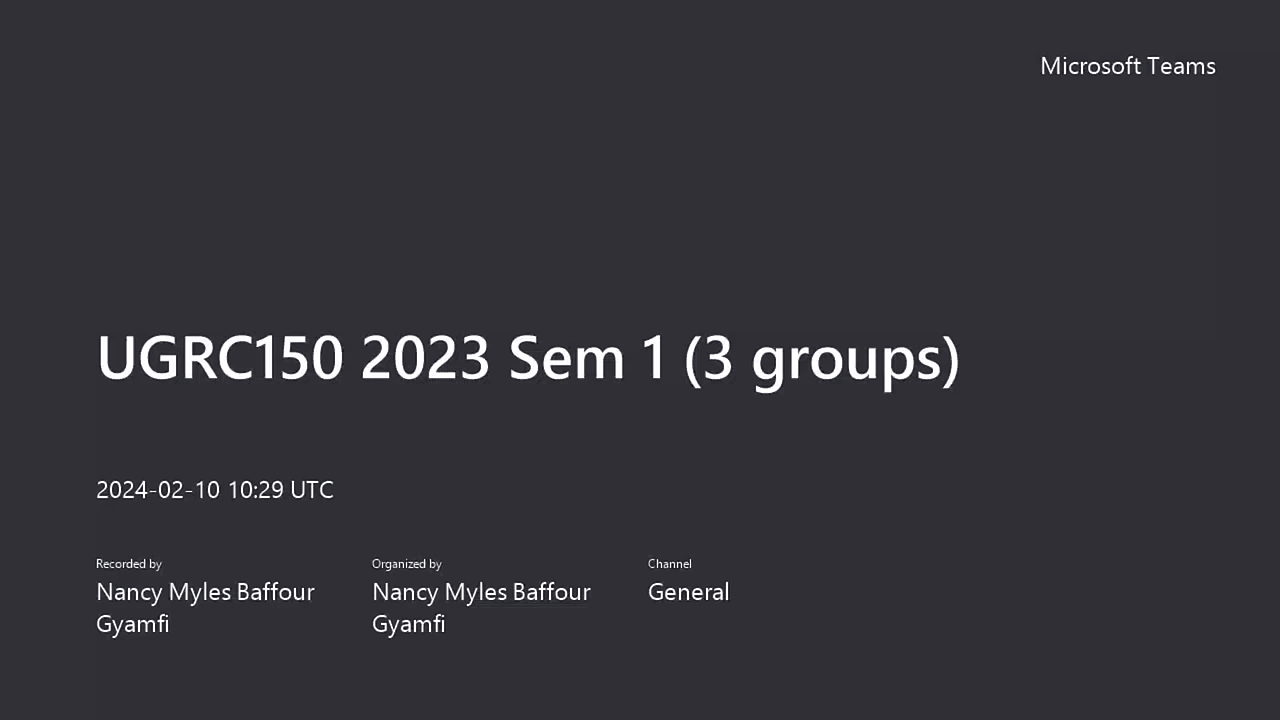 Microsoft Teams
UGRC150 2023 Sem 1 (3 groups)
2024-02-10 10:29 UTC
Recorded by
Nancy Myles Baffour
Gyamfi
Organized by
Nancy Myles Baffour
Gyamfi
Channel
General